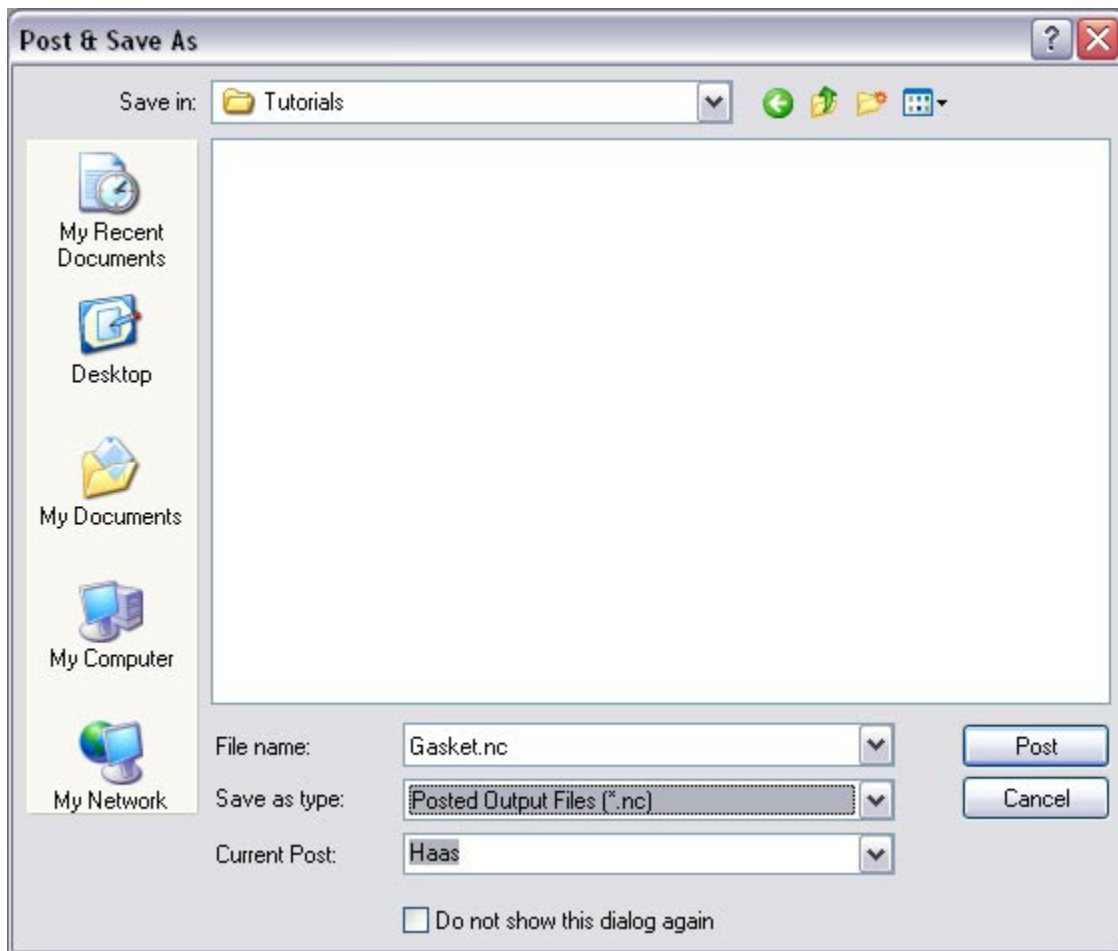 Post & Save As
Save in:
Tutorials
My Recent
Documents
Desktop
My Documents
My Computer
My Network
File name:
Gasket.nc
Post
Save as type:
Posted Output Files (*.nc)
Cancel
Current Post:
Haas
Do not show this dialog again